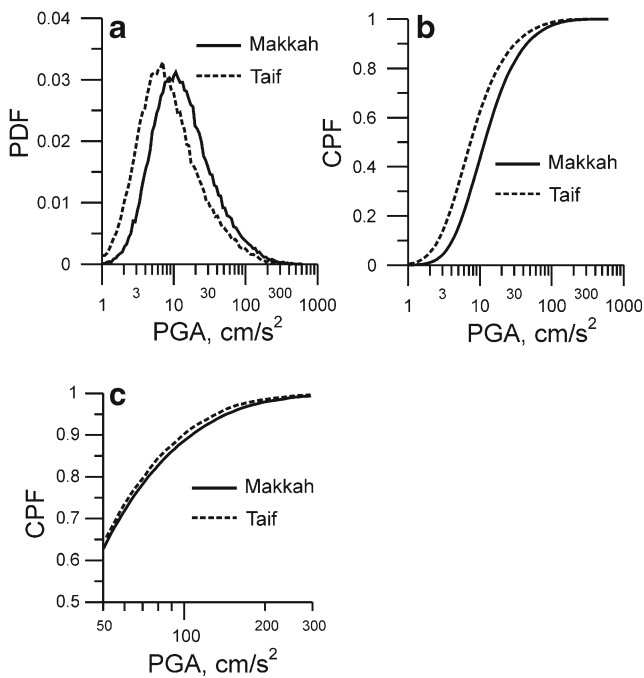 a
PDF
0.04
0.03
0.02
0.01
0
Makkah
Taif
1
3
10
30
100
300
1000
PGA, cm/s²
b
CPF
1
0.8
0.6
0.4
0.2
0
Makkah
Taif
1
3
10
30
100
300
1000
PGA, cm/s²
c
CPF
1
0.9
0.8
0.7
0.6
0.5
Makkah
Taif
50
100
200
300
PGA, cm/s²